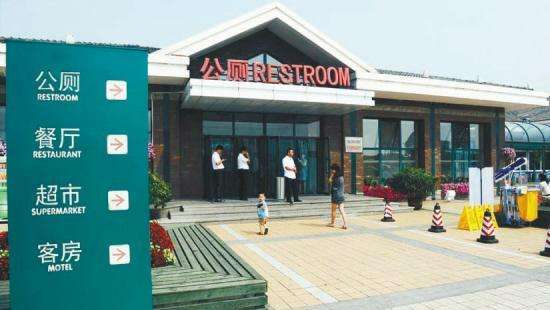 公厕RESTROOM
公厕
RESTROOM
餐厅
RESTAURANT
超市
SUPERMARKET
客房
MOTEL